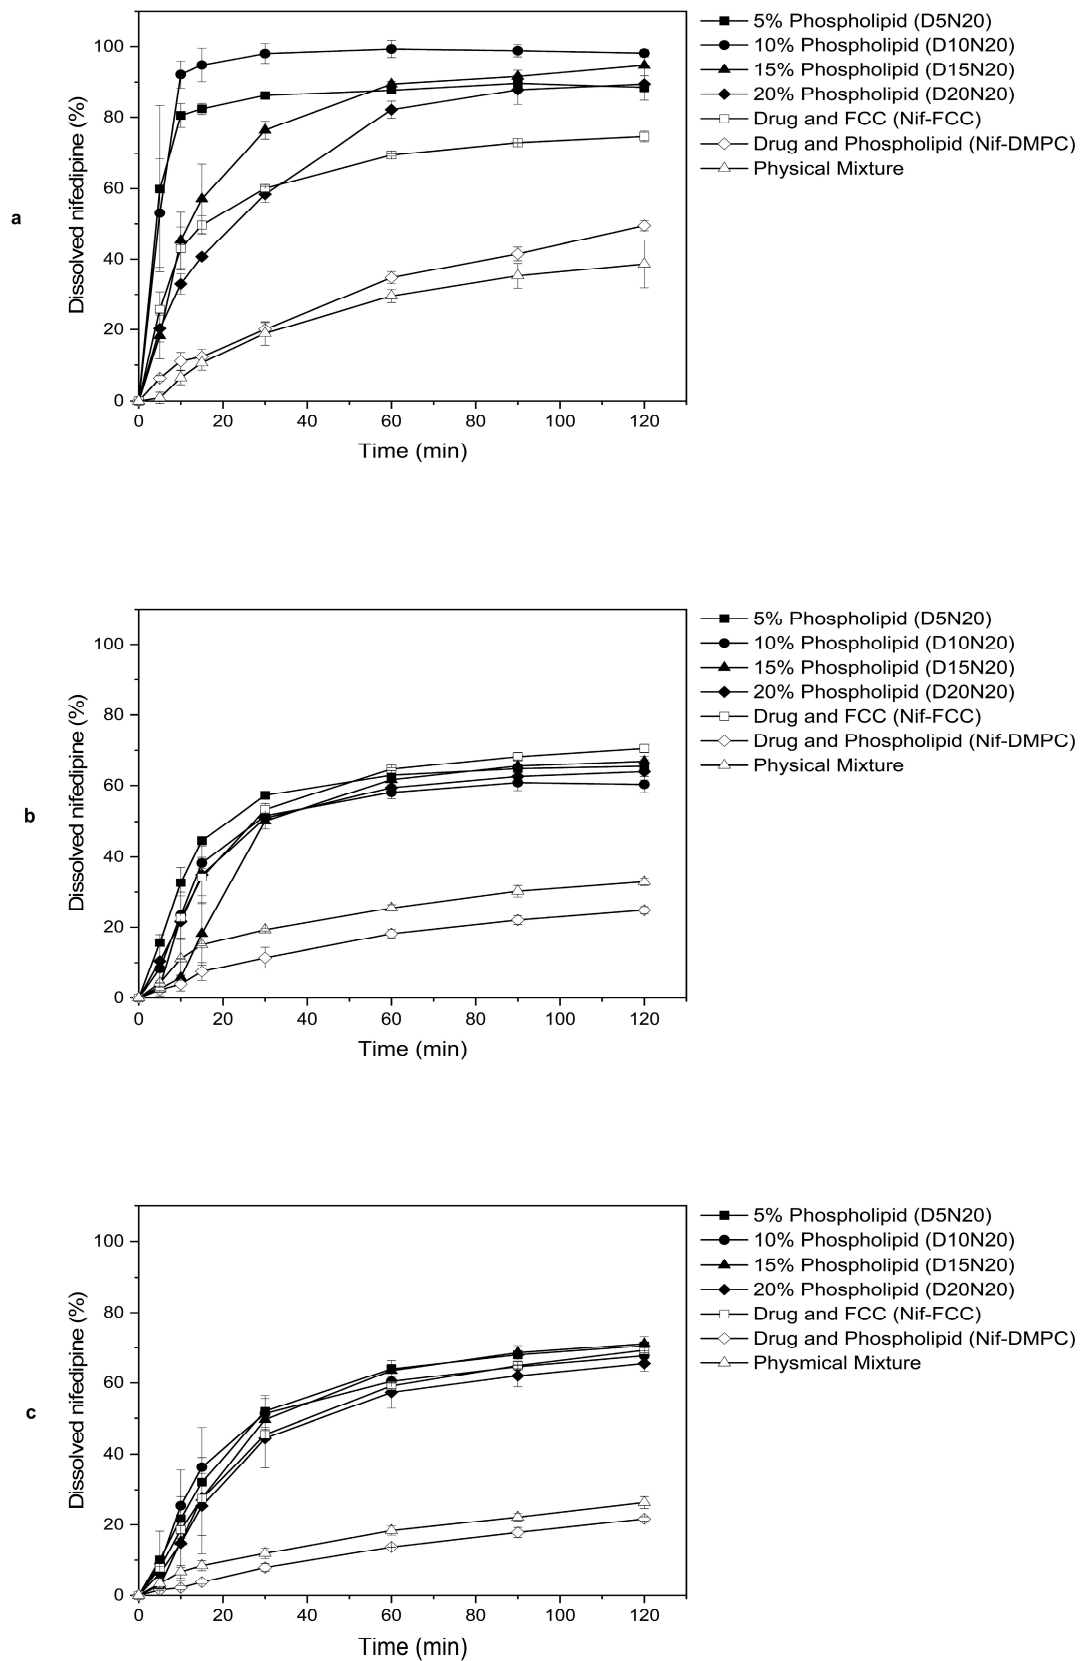 a
Dissolved nifedipine (%)
100
80
60
40
20
0
0 20 40 60 80 100 120
Time (min)
5% Phospholipid (D5N20)
10% Phospholipid (D10N20)
15% Phospholipid (D15N20)
20% Phospholipid (D20N20)
Drug and FCC (Nif-FCC)
Drug and Phospholipid (Nif-DMPC)
Physical Mixture
b
Dissolved nifedipine (%)
100
80
60
40
20
0
0 20 40 60 80 100 120
Time (min)
5% Phospholipid (D5N20)
10% Phospholipid (D10N20)
15% Phospholipid (D15N20)
20% Phospholipid (D20N20)
Drug and FCC (Nif-FCC)
Drug and Phospholipid (Nif-DMPC)
Physical Mixture
c
Dissolved nifedipine (%)
100
80
60
40
20
0
0 20 40 60 80 100 120
Time (min)
5% Phospholipid (D5N20)
10% Phospholipid (D10N20)
15% Phospholipid (D15N20)
20% Phospholipid (D20N20)
Drug and FCC (Nif-FCC)
Drug and Phospholipid (Nif-DMPC)
Physmical Mixture